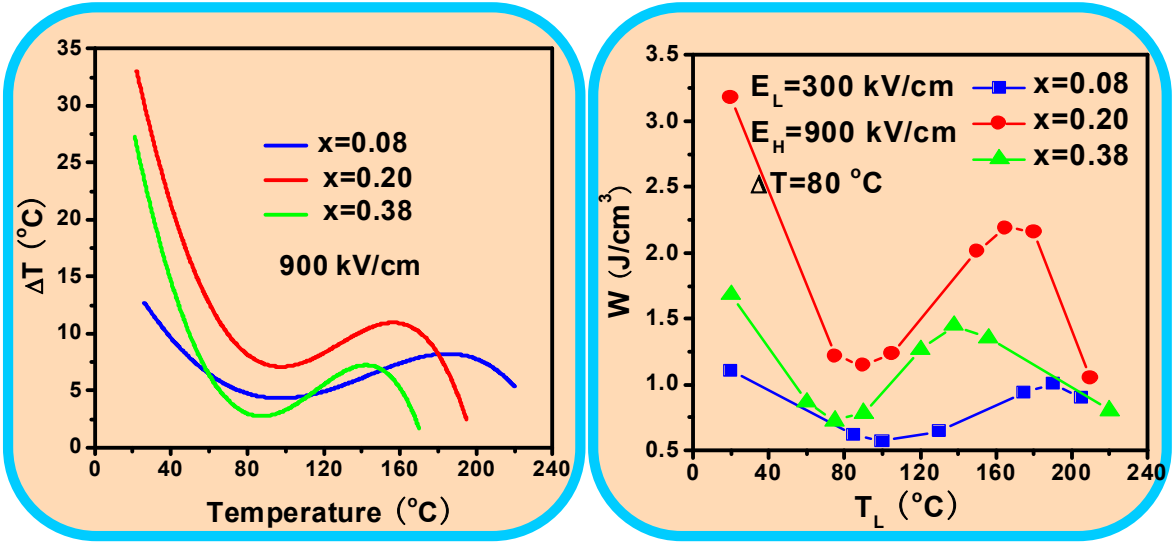 35
30
25
20
15
10
5
0
ΔT (°C)
x=0.08
x=0.20
x=0.38
900 kV/cm
0 40 80 120 160 200 240
Temperature (°C)
3.5
3.0
2.5
2.0
1.5
1.0
0.5
W (J/cm³)
E_L=300 kV/cm
E_H=900 kV/cm
ΔT=80 °C
x=0.08
x=0.20
x=0.38
0 40 80 120 160 200 240
T_L (°C)